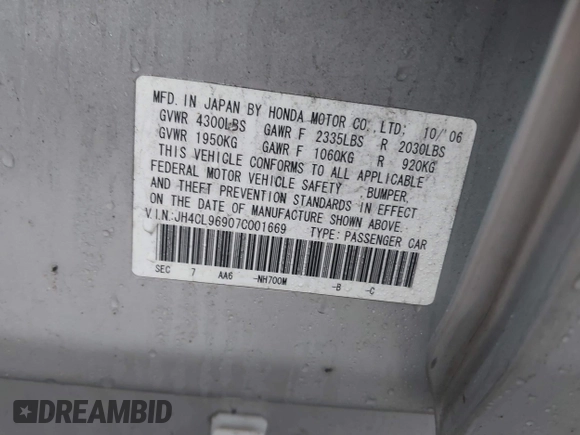 MFD. IN JAPAN BY HONDA MOTOR CO., LTD; 10/'06
GVWR 4300LBS GAWR F 2335LBS R 2030LBS
GVWR 1950KG GAWR F 1060KG R 920KG
THIS VEHICLE CONFORMS TO ALL APPLICABLE
FEDERAL MOTOR VEHICLE SAFETY , BUMPER,
AND THEFT PREVENTION STANDARDS IN EFFECT
ON THE DATE OF MANUFACTURE SHOWN ABOVE.
V I.N: JH4CL96907C001669 TYPE: PASSENGER CAR
SEC 7 AA6 -NH700M -B -C
DREAMBID